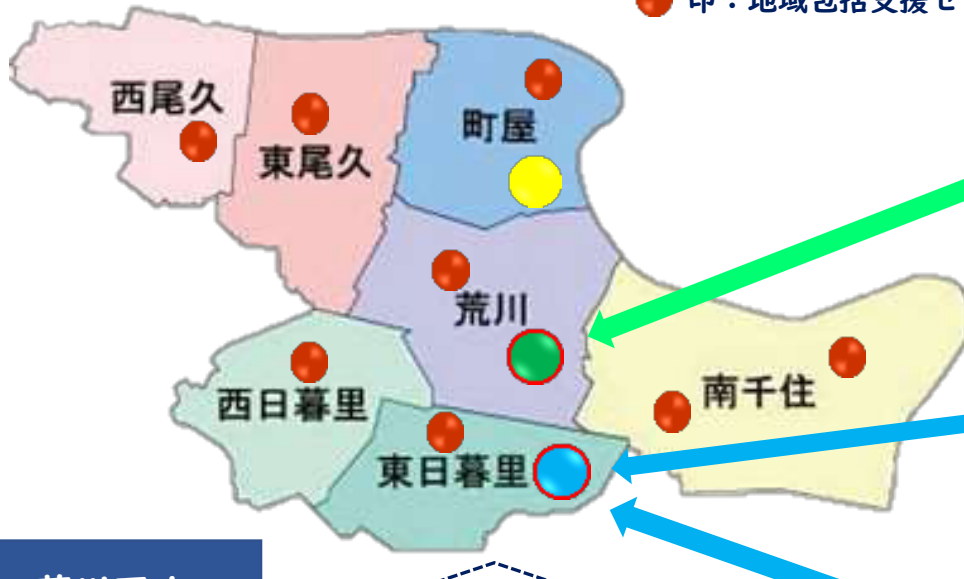 印：地域包括支援セ
西尾久
東尾久
町屋
荒川
西日暮里
東日暮里
南千住